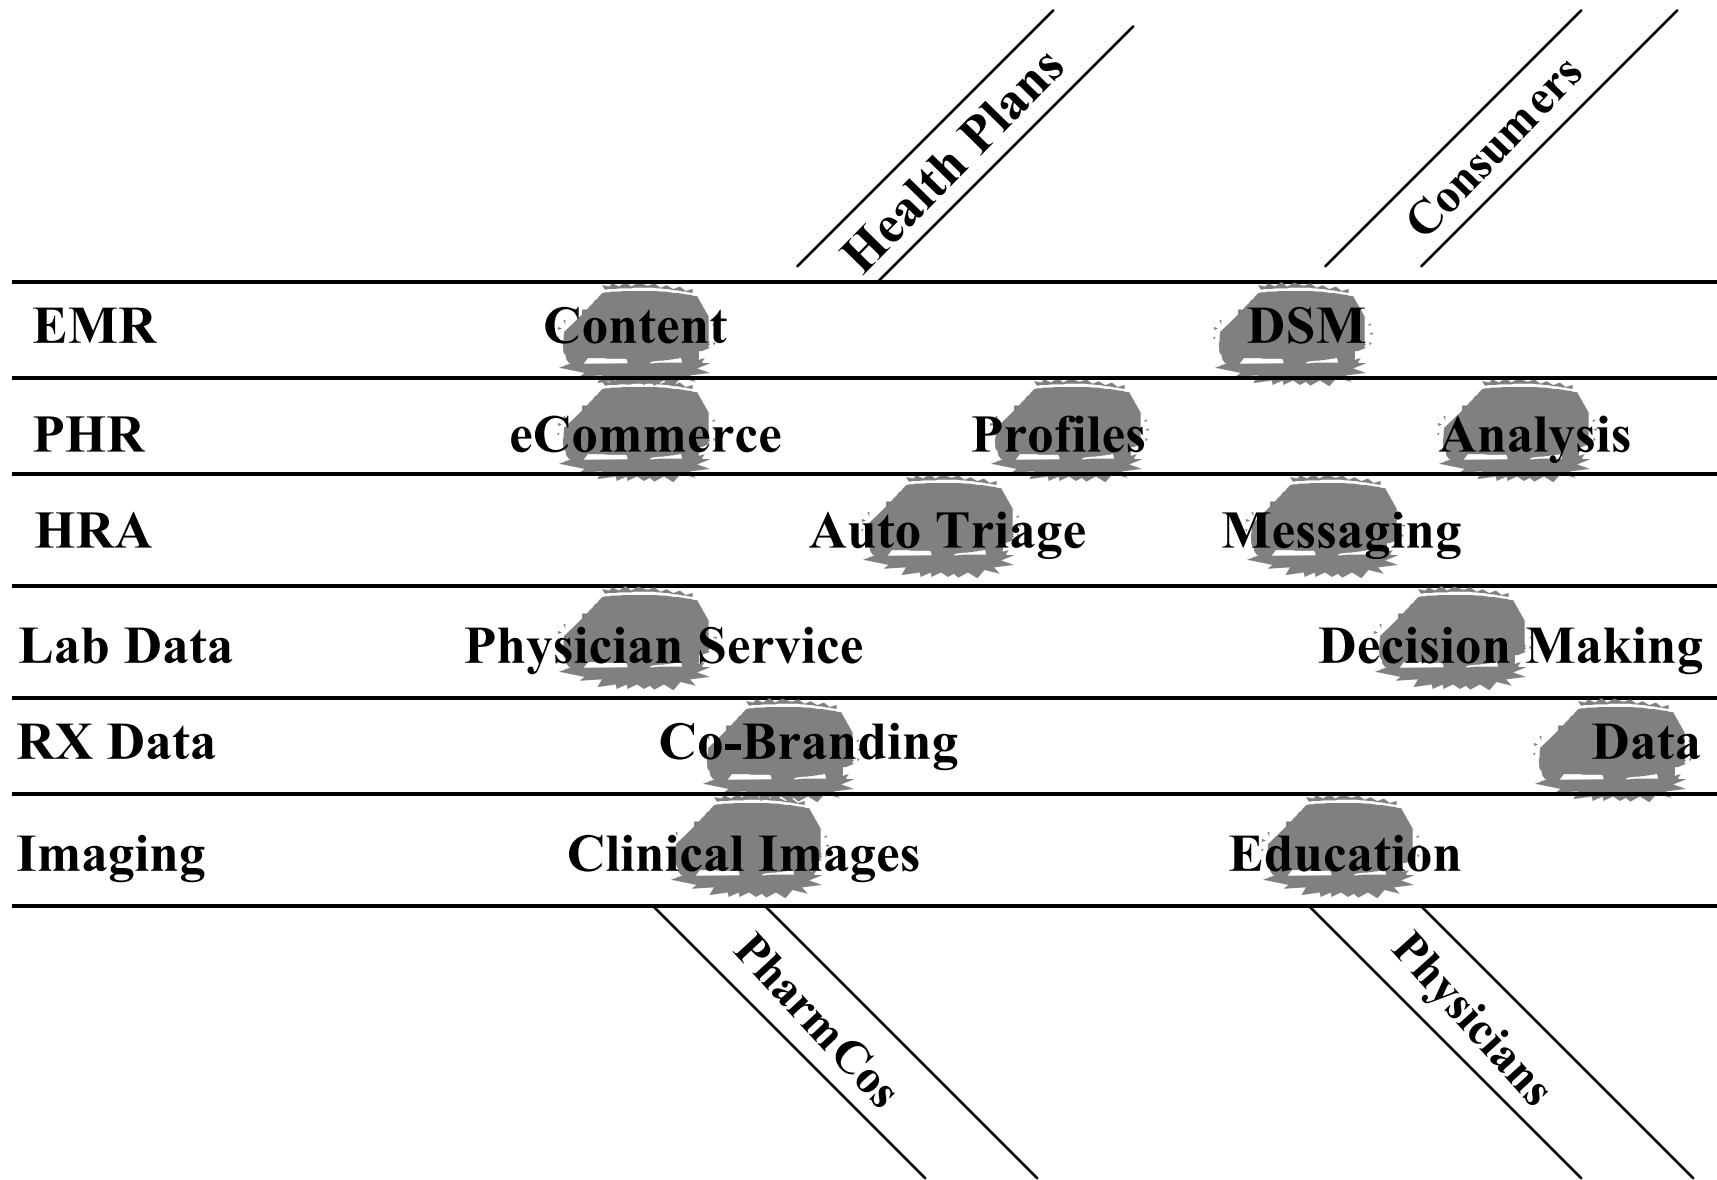 Health Plans
Consumers
EMR Content DSM
PHR eCommerce Profiles Analysis
HRA Auto Triage Messaging
Lab Data Physician Service Decision Making
RX Data Co-Branding Data
Imaging Clinical Images Education
PharmCos
Physicians